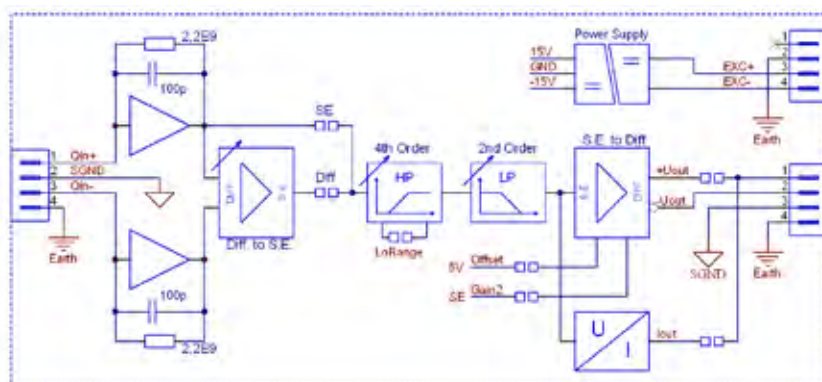 2,2E9
100p
Power Supply
15V
GND
-15V
EXC+
EXC-
1
2
3
4
Earth
SE
Diff
4th Order
HP
LoRange
2nd Order
LP
S.E. to Diff
S.E.
Diff
+Uout
-Uout
1
2
3
4
Earth
SGND
1
2
3
4
Qin+
SGND
Qin-
Earth
Diff
S.E.
Diff. to S.E.
5V
Offset
SE
Gain2
U
I
Iout
100p
2,2E9